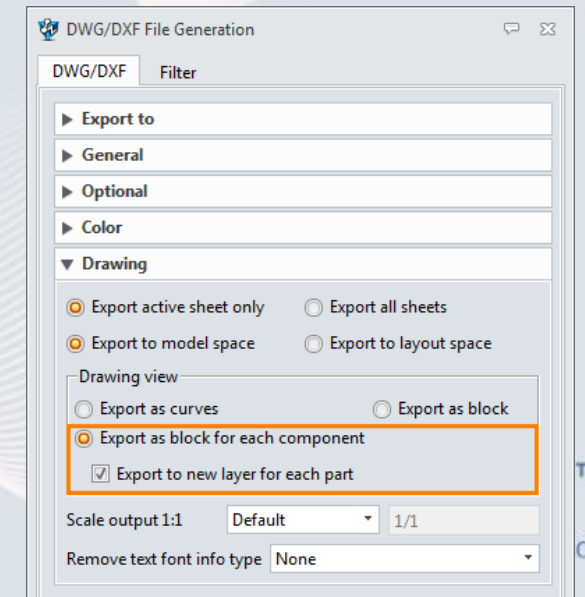 DWG/DXF File Generation
DWG/DXF Filter
Export to
General
Optional
Color
Drawing
Export active sheet only Export all sheets
Export to model space Export to layout space
Drawing view
Export as curves Export as block
Export as block for each component
Export to new layer for each part
Scale output 1:1 Default 1/1
Remove text font info type None